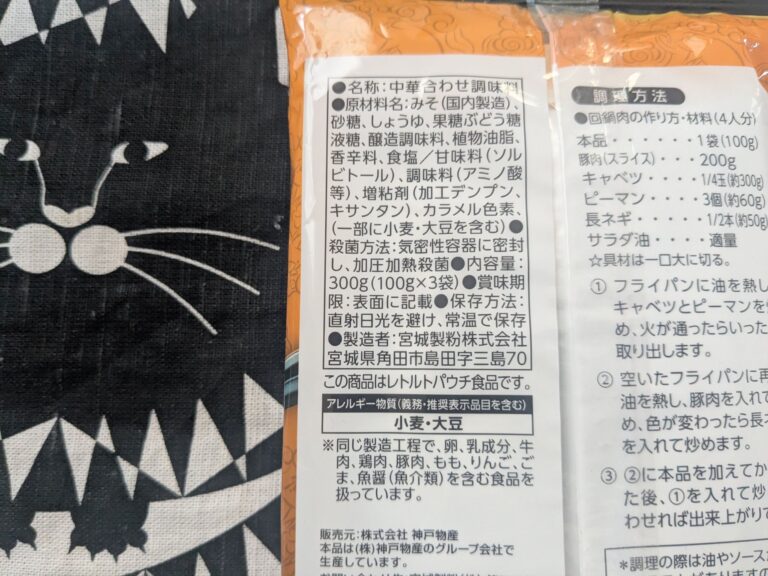 ●名称:中華合わせ調味料
●原材料名:みそ(国内製造)、
砂糖、しょうゆ、果糖ぶどう糖
液糖、醸造調味料、植物油脂、
香辛料、食塩/甘味料(ソル
ビトール)、調味料(アミノ酸
等)、増粘剤(加工デンプン、
キサンタン)、カラメル色素、
(一部に小麦・大豆を含む)●
殺菌方法:気密性容器に密封
し、加圧加熱殺菌●内容量:
300g(100g×3袋)●賞味期
限:表面に記載●保存方法:
直射日光を避け、常温で保存
●製造者:宮城製粉株式会社
宮城県角田市島田字三島70
この商品はレトルトパウチ食品です。
アレルギー物質(義務・推奨表示品目を含む)
小麦・大豆
※同じ製造工程で、卵、乳成分、牛
肉、鶏肉、豚肉、もも、りんご、ご
ま、魚醤(魚介類)を含む食品を
扱っています。
販売元:株式会社 神戸物産
本品は(株)神戸物産のグループ会社で
生産しています。
調理方法
●回鍋肉の作り方・材料(4人分)
本品・・・・・1袋(100g)
豚肉(スライス)・・・・200g
キャベツ・・・・1/4玉(約300g)
ピーマン・・・・3個(約60g)
長ネギ・・・・・1/2本(約50g)
サラダ油・・・・・適量
☆具材は一口大に切る。
① フライパンに油を熱し
キャベツとピーマンを
め、火が通ったらいった
取り出します。
② 空いたフライパンに再
油を熱し、豚肉を入れて
め、色が変わったら長ネ
を入れて炒めます。
③ ②に本品を加えてか
た後、①を入れて炒
わせれば出来上がり
*調理の際は油やソース